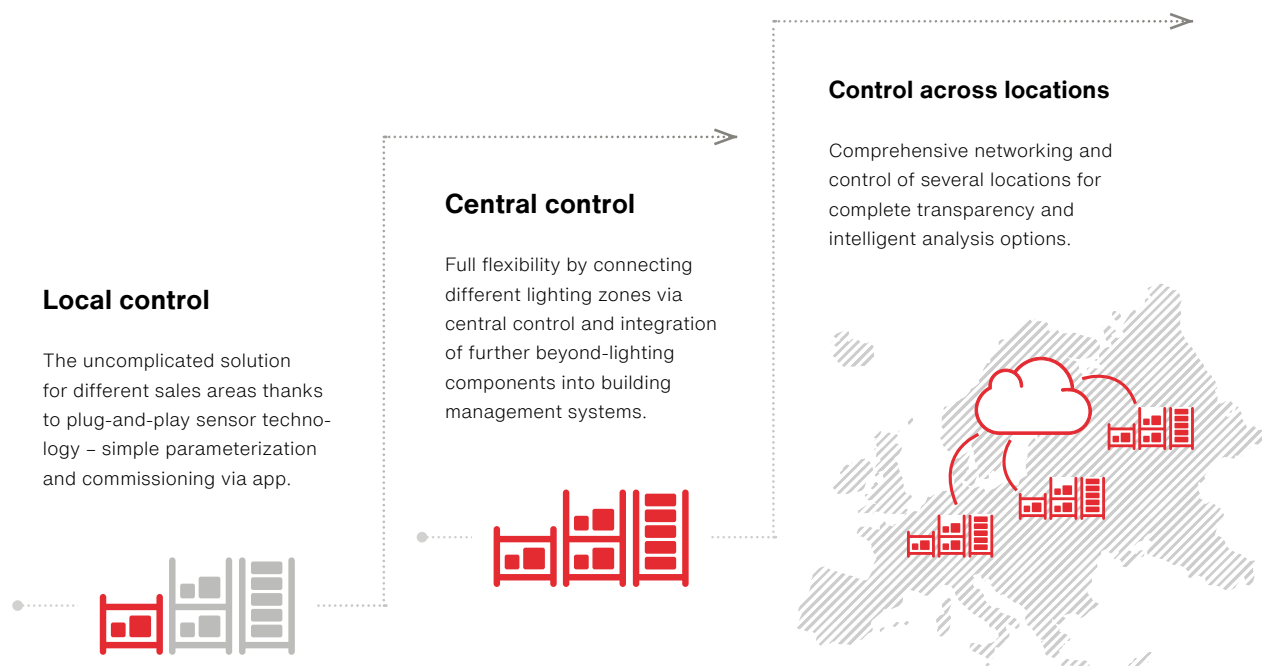 Local control
The uncomplicated solution
for different sales areas thanks
to plug-and-play sensor techno-
logy – simple parameterization
and commissioning via app.
Central control
Full flexibility by connecting
different lighting zones via
central control and integration
of further beyond-lighting
components into building
management systems.
Control across locations
Comprehensive networking and
control of several locations for
complete transparency and
intelligent analysis options.